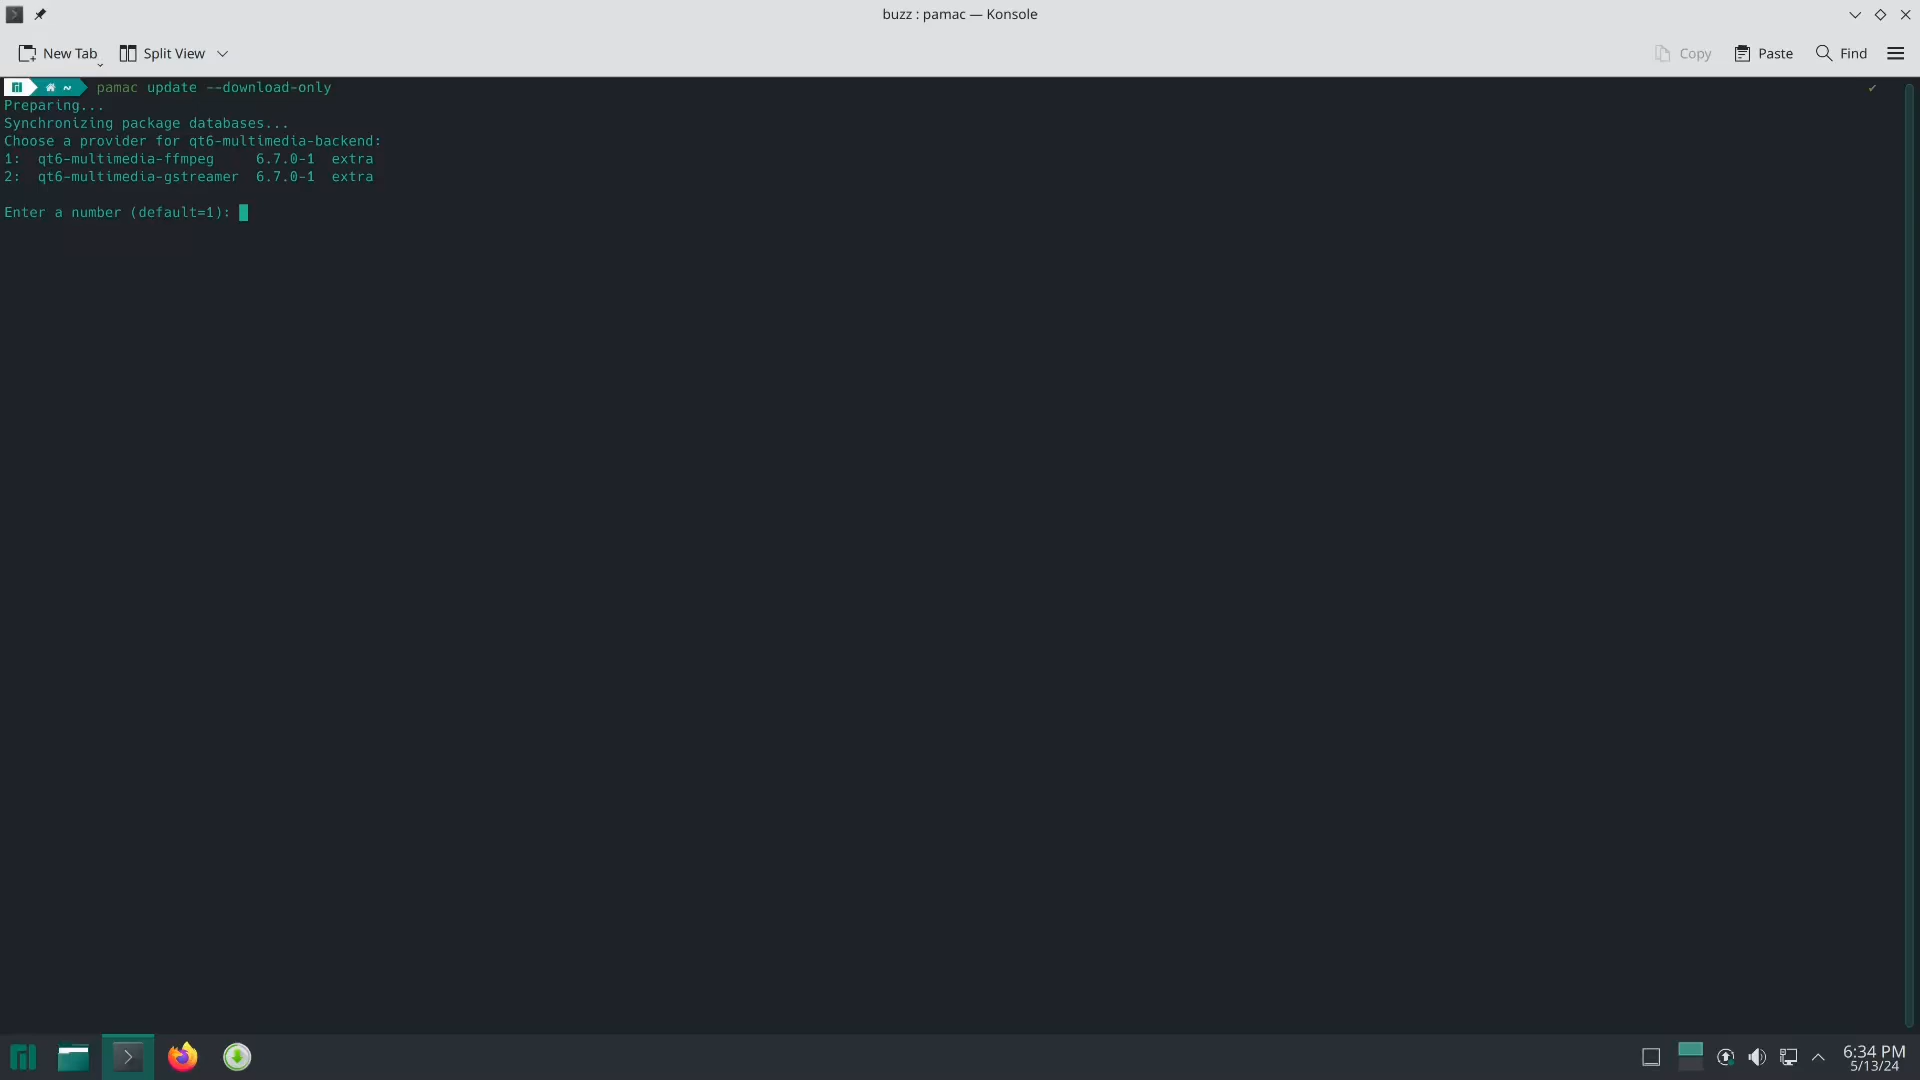 buzz : pamac — Konsole
New Tab
Split View
Copy
Paste
Find
~ pamac update --download-only
Preparing...
Synchronizing package databases...
Choose a provider for qt6-multimedia-backend:
1:  qt6-multimedia-ffmpeg     6.7.0-1  extra
2:  qt6-multimedia-gstreamer  6.7.0-1  extra
Enter a number (default=1):
6:34 PM
5/13/24